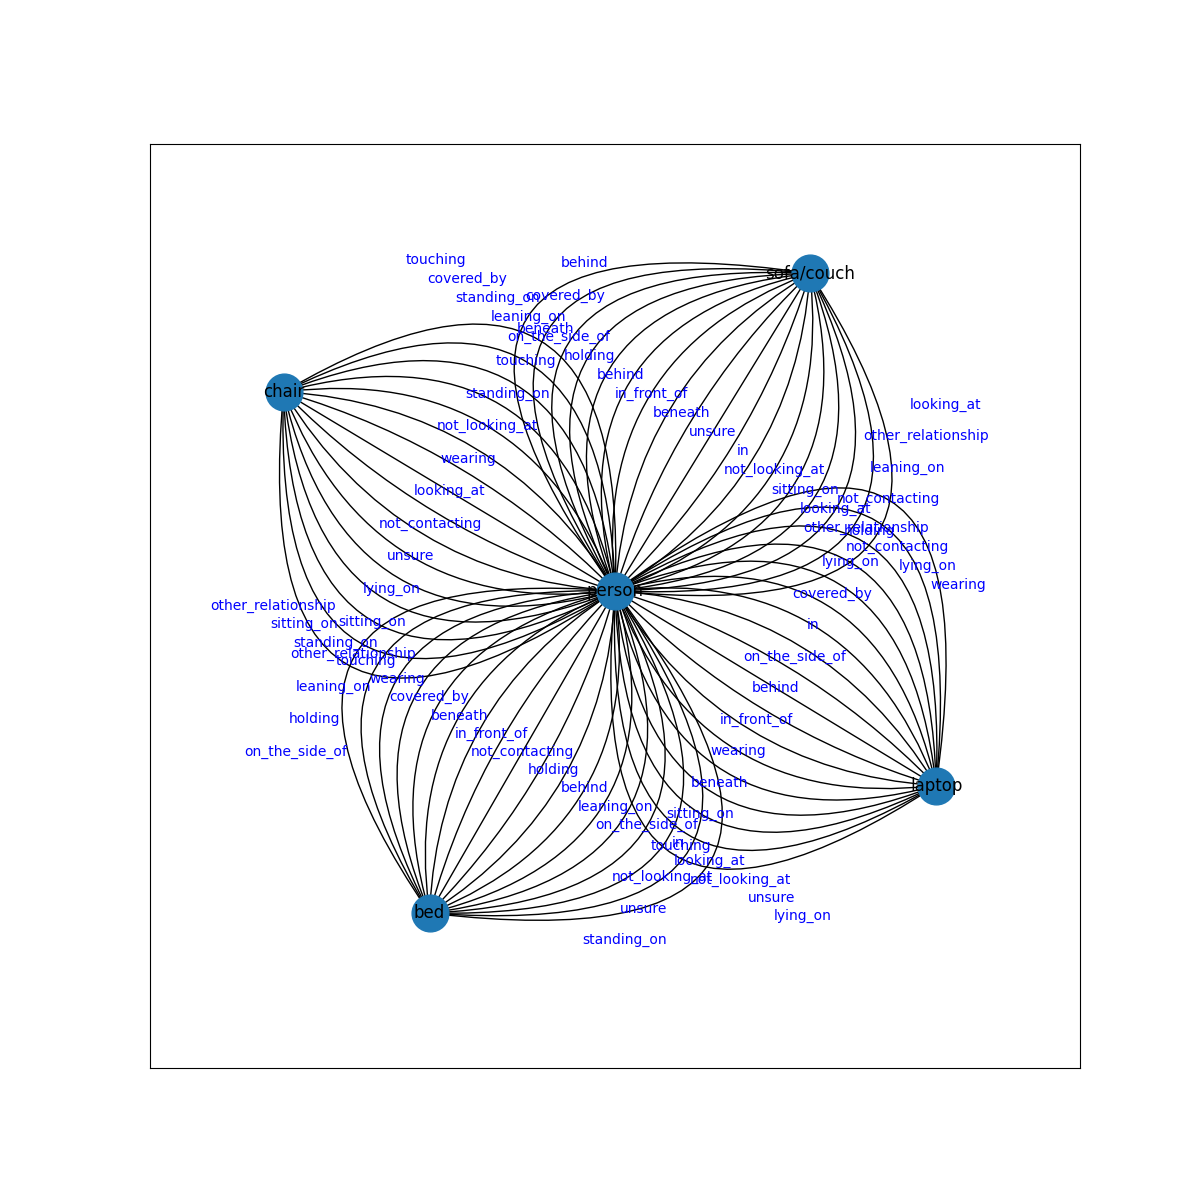 touching
behind
covered_by
sofa/couch
standing_on
covered_by
leaning_on
beneath
on_the_side_of
holding
touching
behind
chair
standing_on
in_front_of
looking_at
beneath
not_looking_at
unsure
other_relationship
in
wearing
not_looking_at
leaning_on
looking_at
sitting_on
not_contacting
looking_at
not_contacting
other_relationship
holding
not_contacting
unsure
lying_on
lying_on
wearing
lying_on
person
covered_by
other_relationship
sitting_on
sitting_on
in
standing_on
other_relationship
touching
on_the_side_of
wearing
leaning_on
behind
covered_by
beneath
holding
in_front_of
in_front_of
on_the_side_of
not_contacting
wearing
holding
beneath
laptop
behind
leaning_on
sitting_on
on_the_side_of
in
touching
looking_at
not_looking_at
not_looking_at
unsure
unsure
bed
lying_on
standing_on